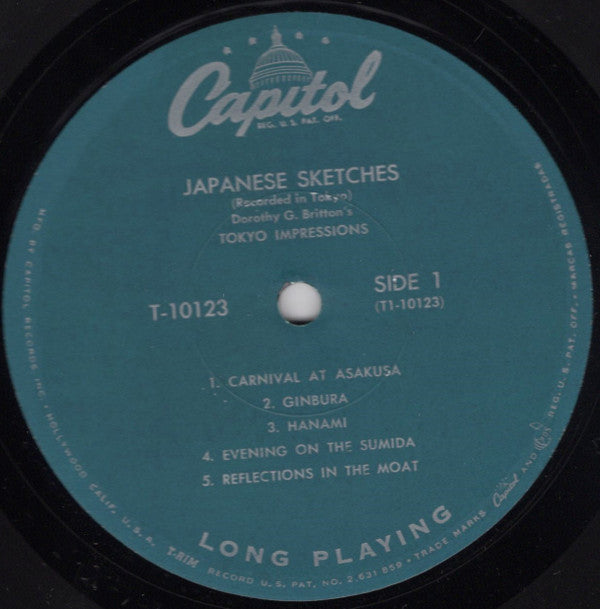 Capitol
REG. U. S. PAT. OFF.
JAPANESE SKETCHES
(Recorded in Tokyo)
Dorothy G. Britton's
TOKYO IMPRESSIONS
T-10123
SIDE 1
(T1-10123)
1. CARNIVAL AT ASAKUSA
2. GINBURA
3. HANAMI
4. EVENING ON THE SUMIDA
5. REFLECTIONS IN THE MOAT
LONG PLAYING
MFG. BY CAPITOL RECORDS, INC. • HOLLYWOOD CALIF. U. S. A. T-RIM RECORD U. S. PAT. NO. 2 631 859 • TRADE MARKS Capitol AND REG. U. S. PAT. OFF. • MARCAS REGISTRADAS